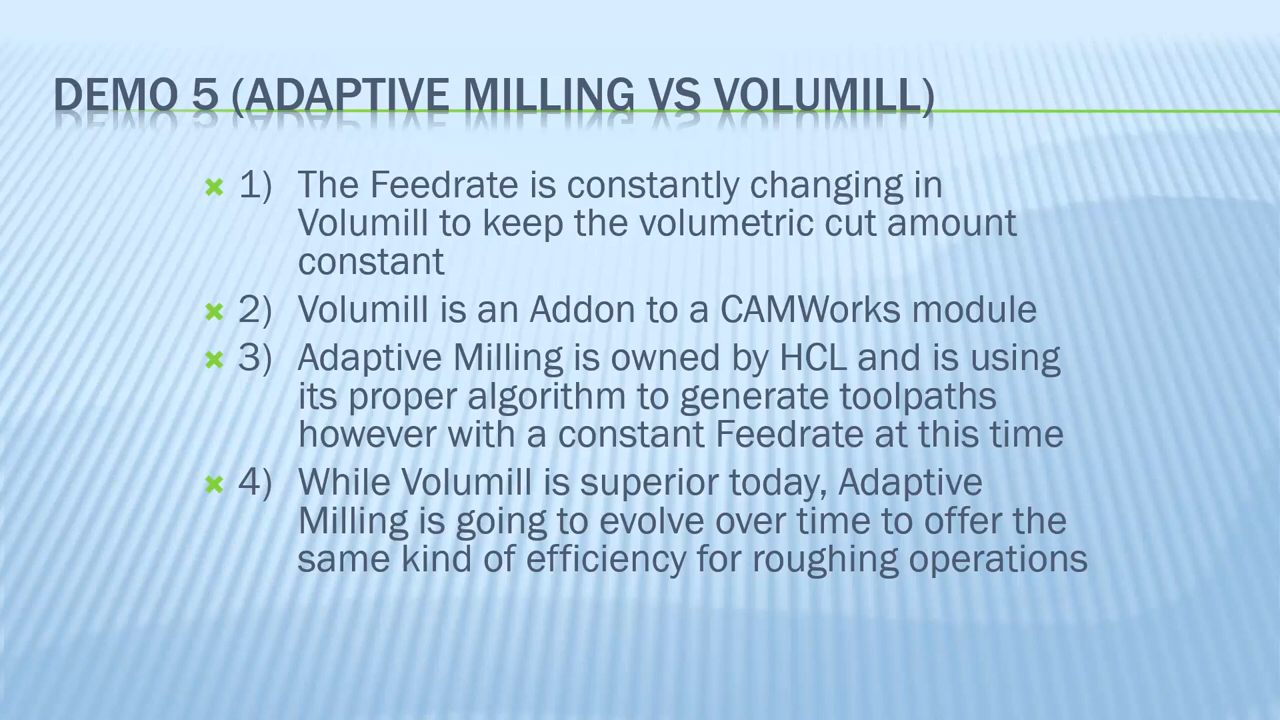 DEMO 5 (ADAPTIVE MILLING VS VOLUMILL)
1) The Feedrate is constantly changing in
Volumill to keep the volumetric cut amount
constant
2) Volumill is an Addon to a CAMWorks module
3) Adaptive Milling is owned by HCL and is using
its proper algorithm to generate toolpaths
however with a constant Feedrate at this time
4) While Volumill is superior today, Adaptive
Milling is going to evolve over time to offer the
same kind of efficiency for roughing operations